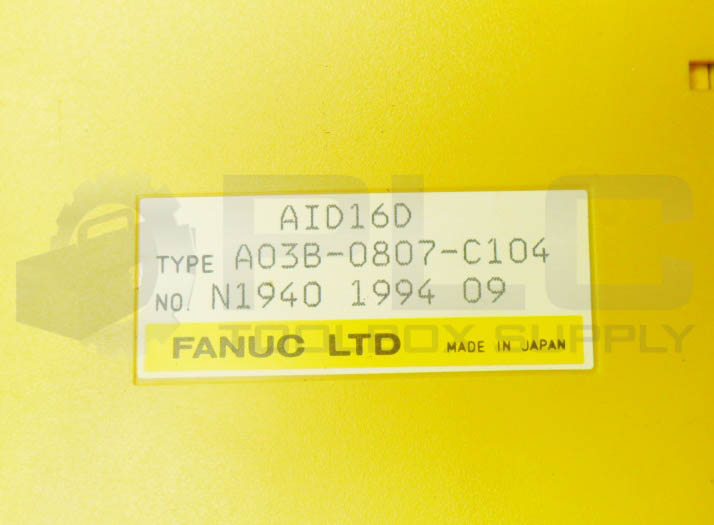 PLC
TOOLBOX SUPPLY
AID16D
TYPE A03B-0807-C104
NO. N1940 1994 09
FANUC LTD MADE IN JAPAN